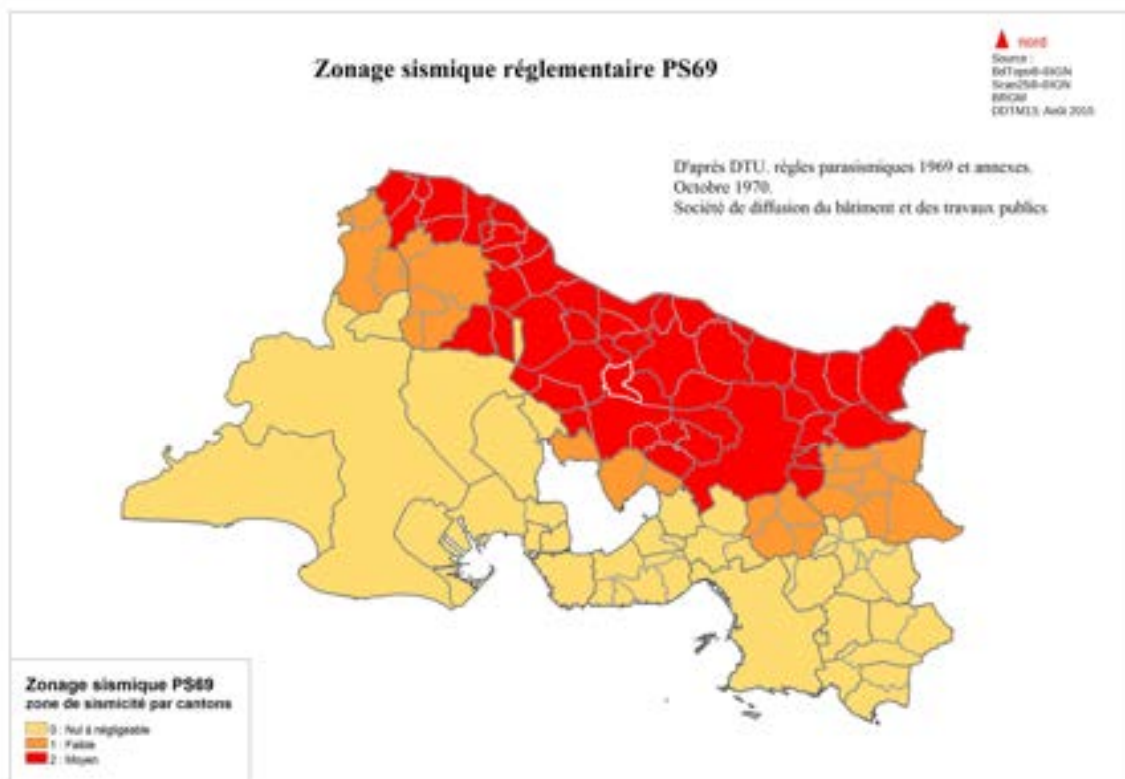 Zonage sismique réglementaire PS69
nord
Source :
BdTopo®-©IGN
Scan25®-©IGN
BRGM
DDTM13; Août 2015
D'après DTU. régles parasismiques 1969 et annexes.
Octobre 1970.
Société de diffusion du bâtiment et des travaux publics
Zonage sismique PS69
zone de sismicité par cantons
0 : Nul à négligeable
1 : Faible
2 : Moyen